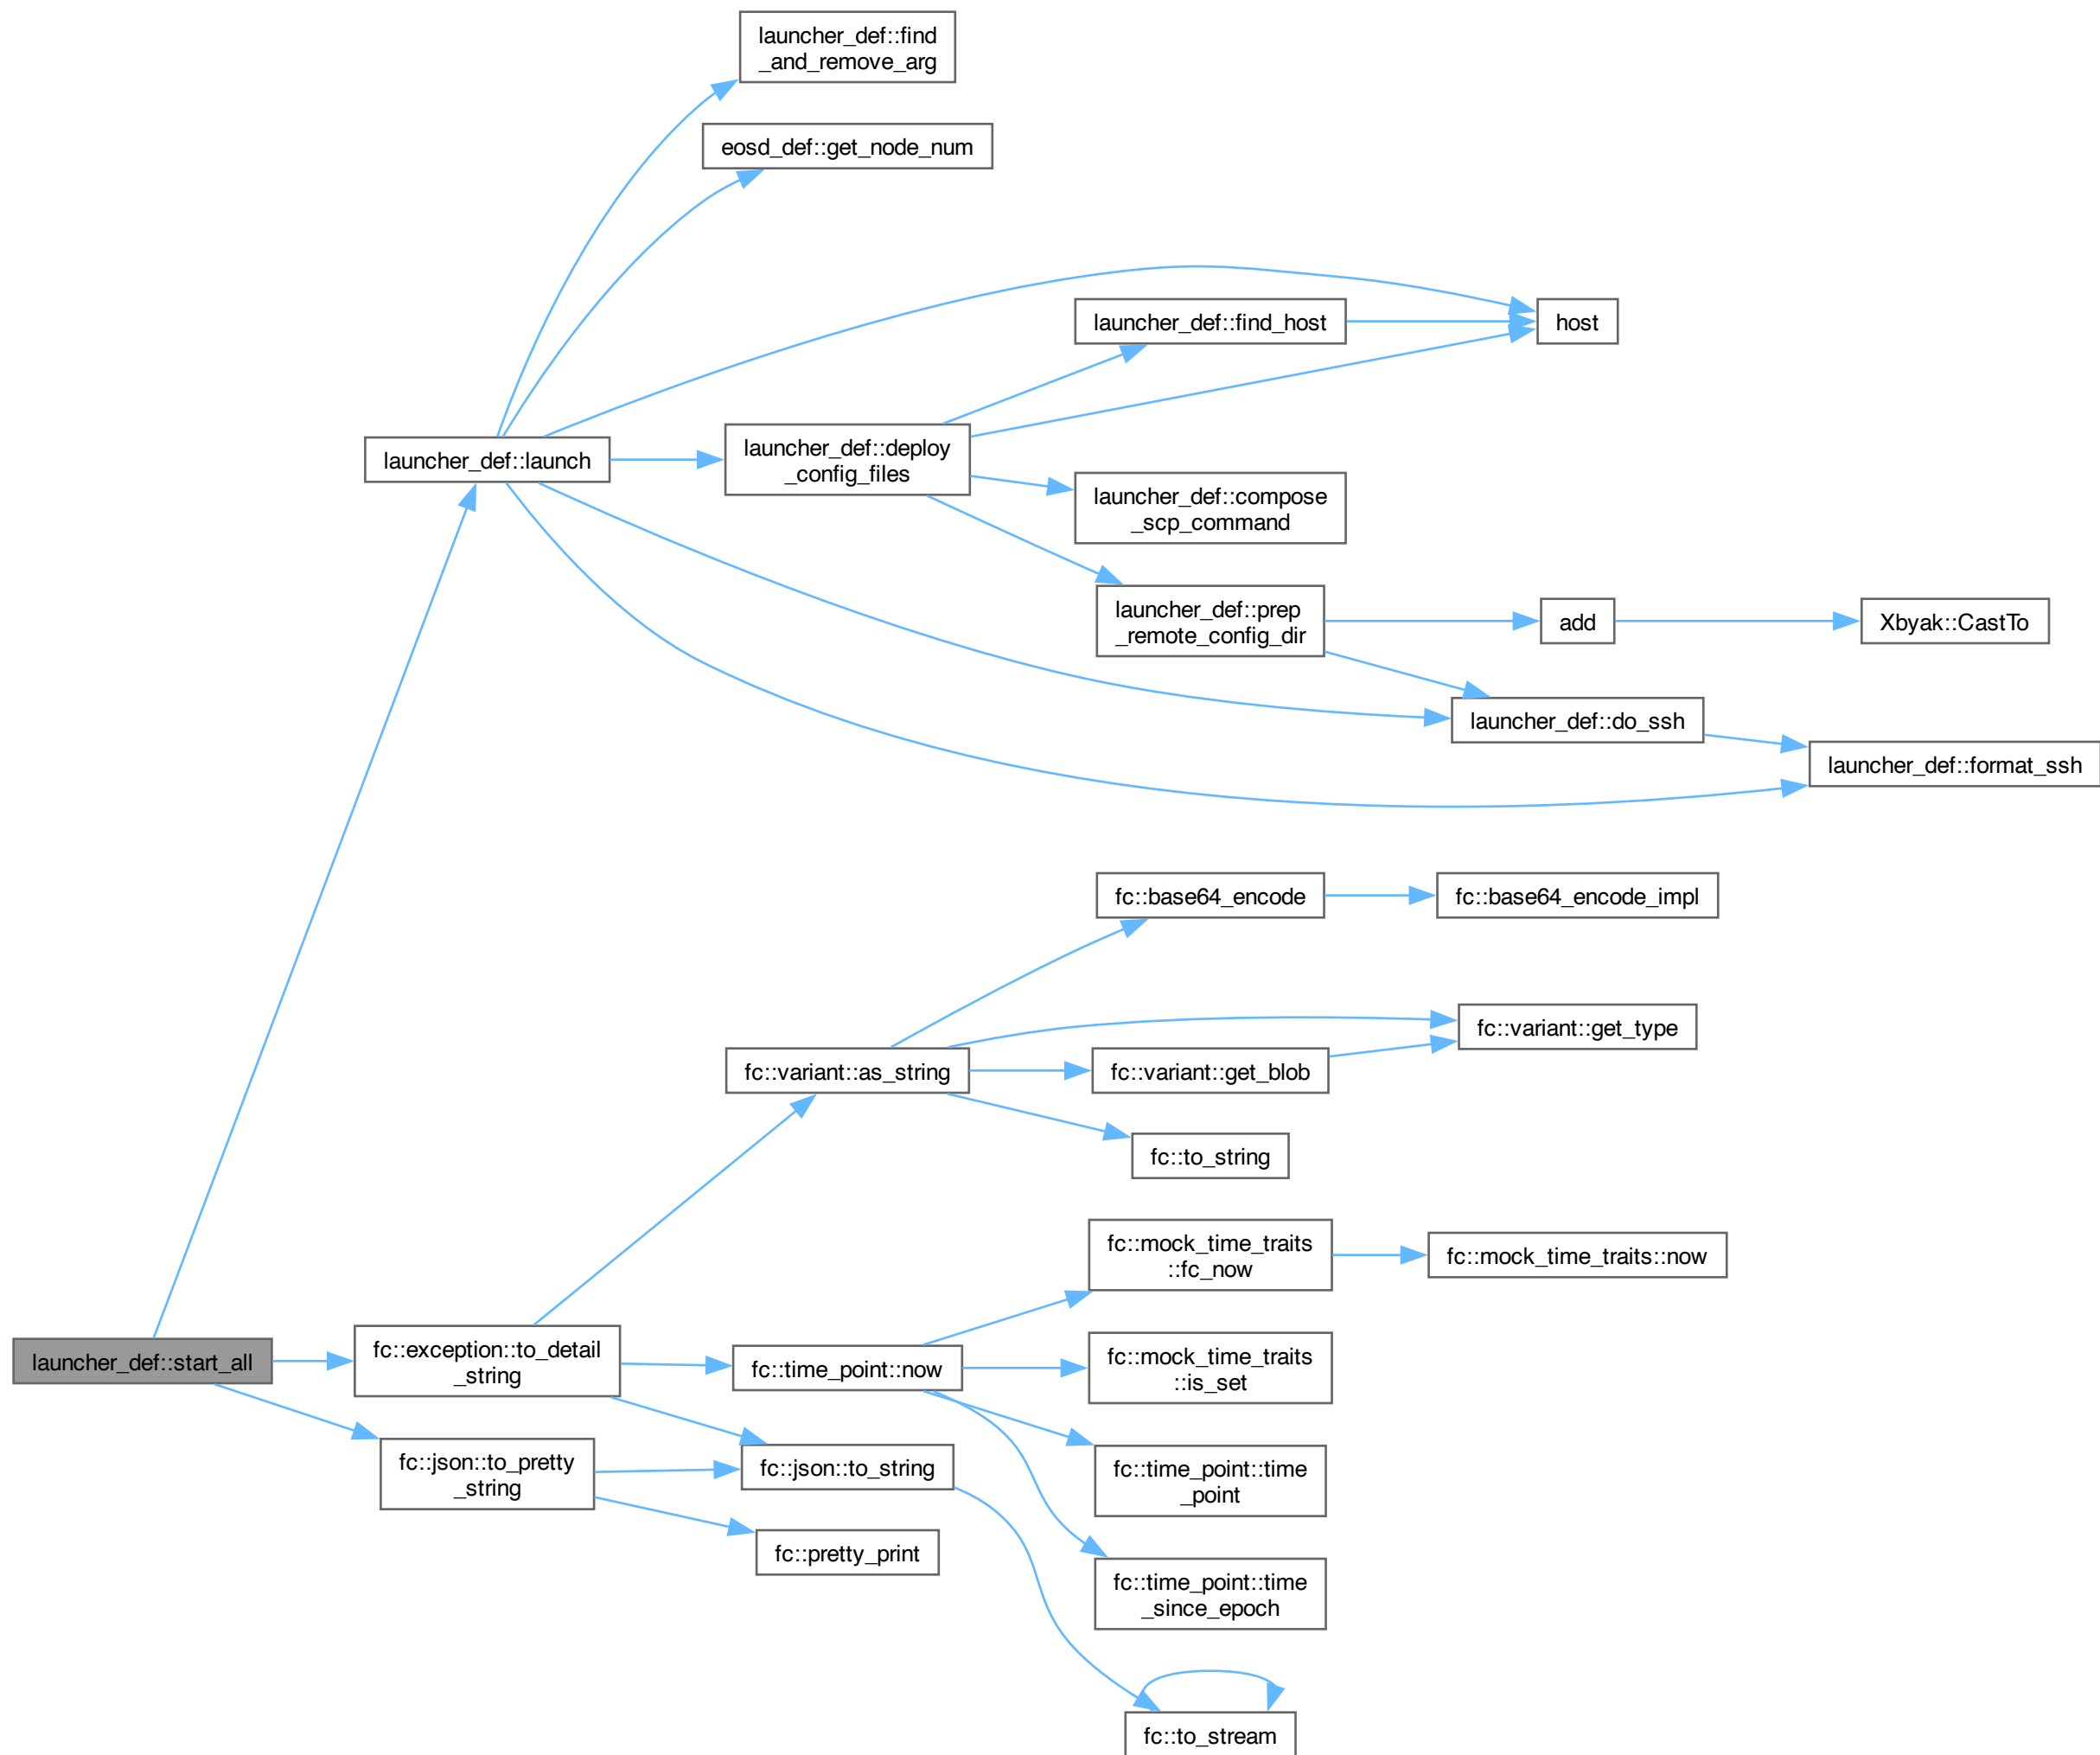 launcher_def::find
_and_remove_arg
eosd_def::get_node_num
launcher_def::find_host
host
launcher_def::launch
launcher_def::deploy
_config_files
launcher_def::compose
_scp_command
launcher_def::prep
_remote_config_dir
add
Xbyak::CastTo
launcher_def::do_ssh
launcher_def::format_ssh
fc::base64_encode
fc::base64_encode_impl
fc::variant::get_type
fc::variant::as_string
fc::variant::get_blob
fc::to_string
fc::mock_time_traits
::fc_now
fc::mock_time_traits::now
launcher_def::start_all
fc::exception::to_detail
_string
fc::time_point::now
fc::mock_time_traits
::is_set
fc::json::to_pretty
_string
fc::json::to_string
fc::time_point::time
_point
fc::pretty_print
fc::time_point::time
_since_epoch
fc::to_stream